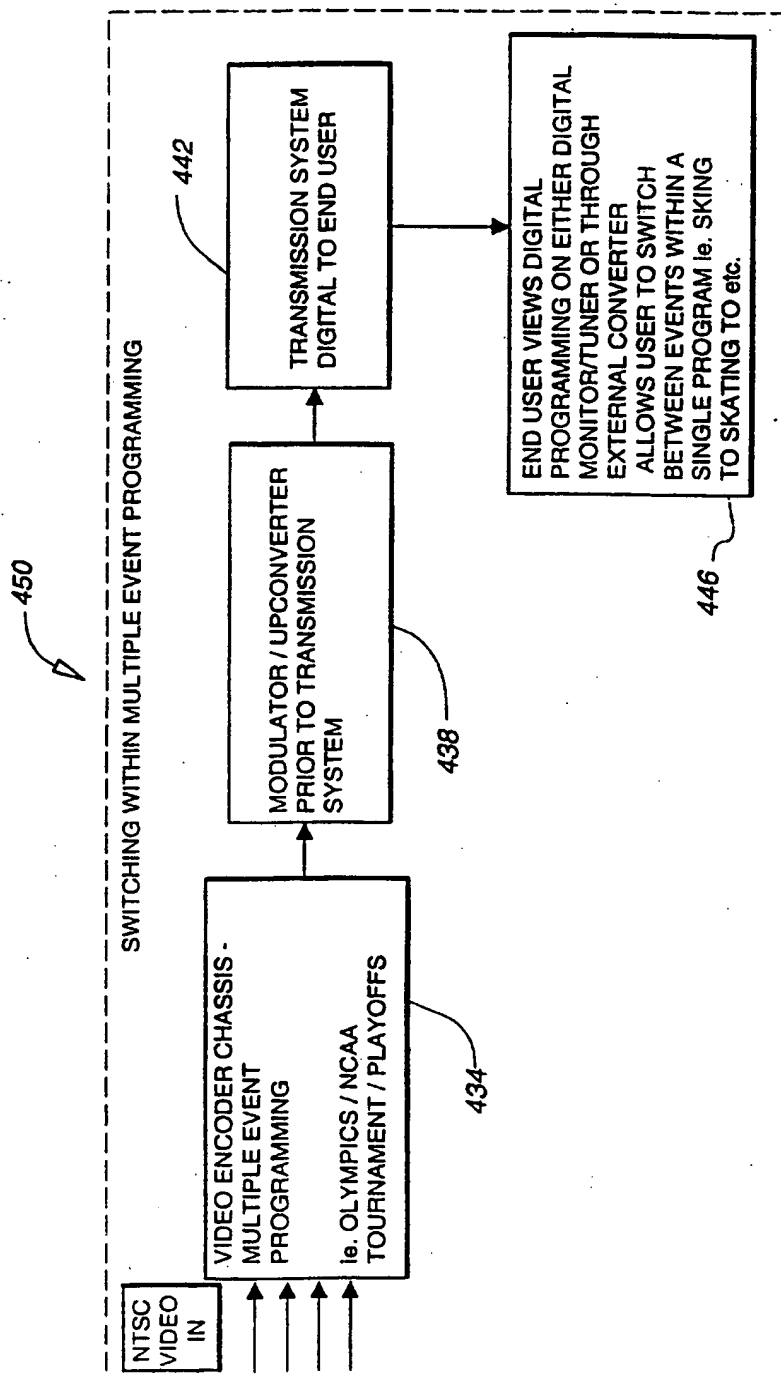 450
SWITCHING WITHIN MULTIPLE EVENT PROGRAMMING
NTSC
VIDEO
IN
VIDEO ENCODER CHASSIS -
MULTIPLE EVENT
PROGRAMMING
ie. OLYMPICS / NCAA
TOURNAMENT / PLAYOFFS
434
MODULATOR / UPCONVERTER
PRIOR TO TRANSMISSION
SYSTEM
438
442
TRANSMISSION SYSTEM
DIGITAL TO END USER
END USER VIEWS DIGITAL
PROGRAMMING ON EITHER DIGITAL
MONITOR/TUNER OR THROUGH
EXTERNAL CONVERTER
ALLOWS USER TO SWITCH
BETWEEN EVENTS WITHIN A
SINGLE PROGRAM ie. SKING
TO SKATING TO etc.
446